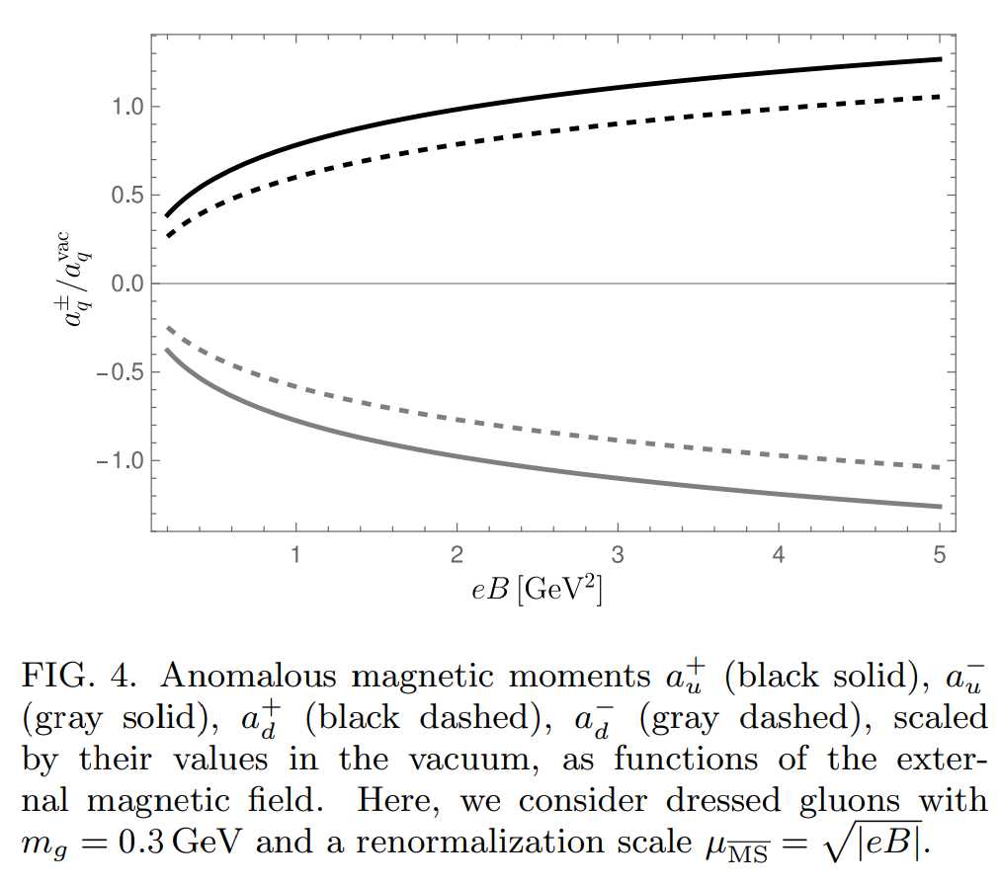 1.0
0.5
0.0
−0.5
−1.0
a_q^± / a_q^vac
1 2 3 4 5
eB [GeV²]
FIG. 4. Anomalous magnetic moments a_u^+ (black solid), a_u^−
(gray solid), a_d^+ (black dashed), a_d^− (gray dashed), scaled
by their values in the vacuum, as functions of the exter-
nal magnetic field. Here, we consider dressed gluons with
m_g = 0.3 GeV and a renormalization scale μ_{\overline{MS}} = √|eB|.